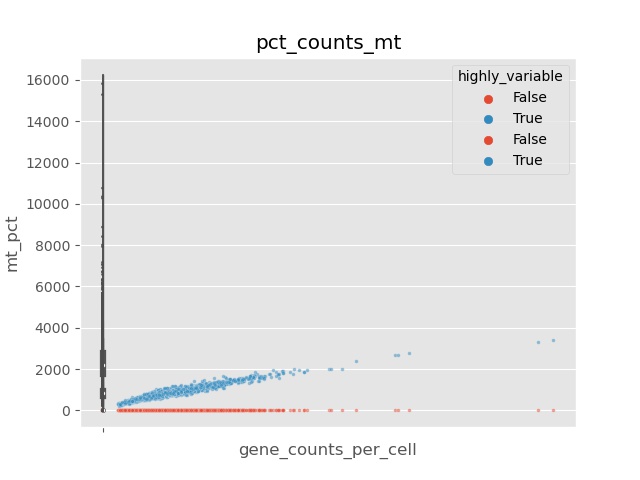 pct_counts_mt
highly_variable
False
True
False
True
16000
14000
12000
10000
8000
6000
4000
2000
0
mt_pct
gene_counts_per_cell